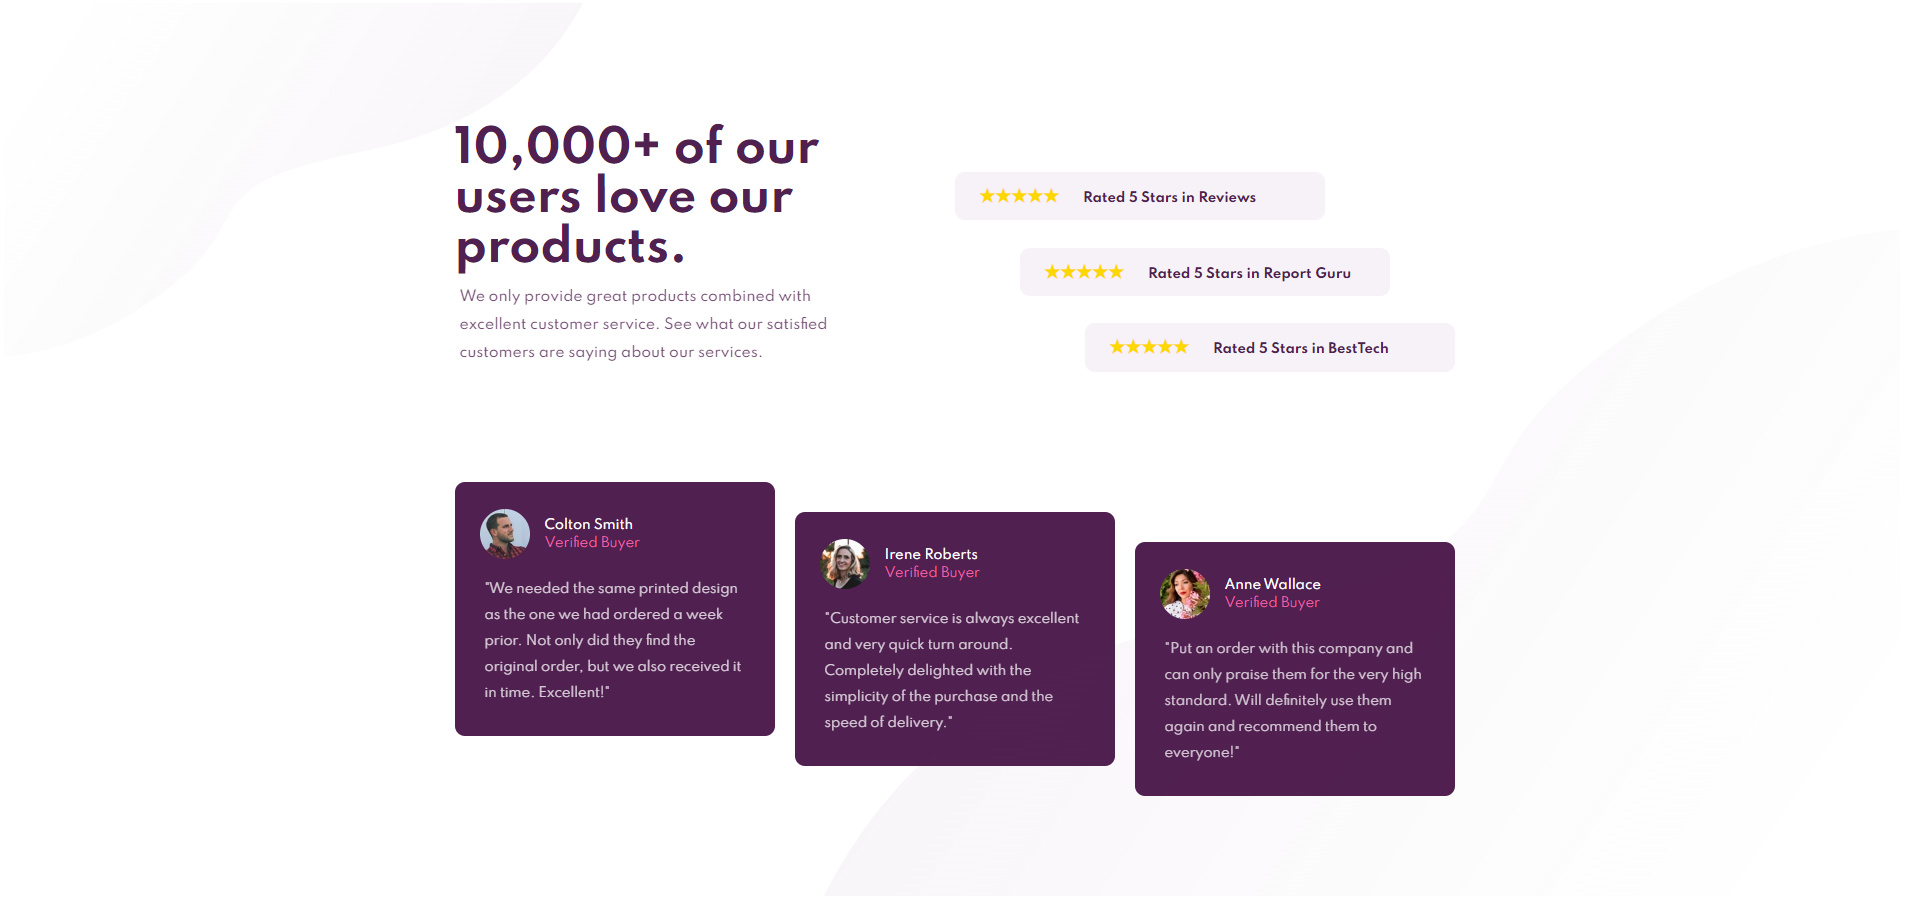 10,000+ of our
users love our
products.
We only provide great products combined with
excellent customer service. See what our satisfied
customers are saying about our services.
★★★★★ Rated 5 Stars in Reviews
★★★★★ Rated 5 Stars in Report Guru
★★★★★ Rated 5 Stars in BestTech
Colton Smith
Verified Buyer
"We needed the same printed design
as the one we had ordered a week
prior. Not only did they find the
original order, but we also received it
in time. Excellent!"
Irene Roberts
Verified Buyer
"Customer service is always excellent
and very quick turn around.
Completely delighted with the
simplicity of the purchase and the
speed of delivery."
Anne Wallace
Verified Buyer
"Put an order with this company and
can only praise them for the very high
standard. Will definitely use them
again and recommend them to
everyone!"